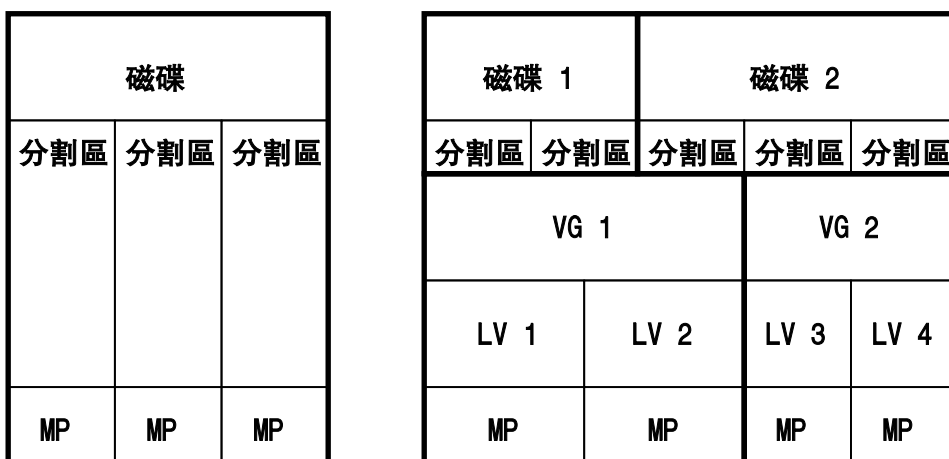 磁碟
分割區 分割區 分割區
MP MP MP
磁碟 1 磁碟 2
分割區 分割區 分割區 分割區 分割區
VG 1 VG 2
LV 1 LV 2 LV 3 LV 4
MP MP MP MP